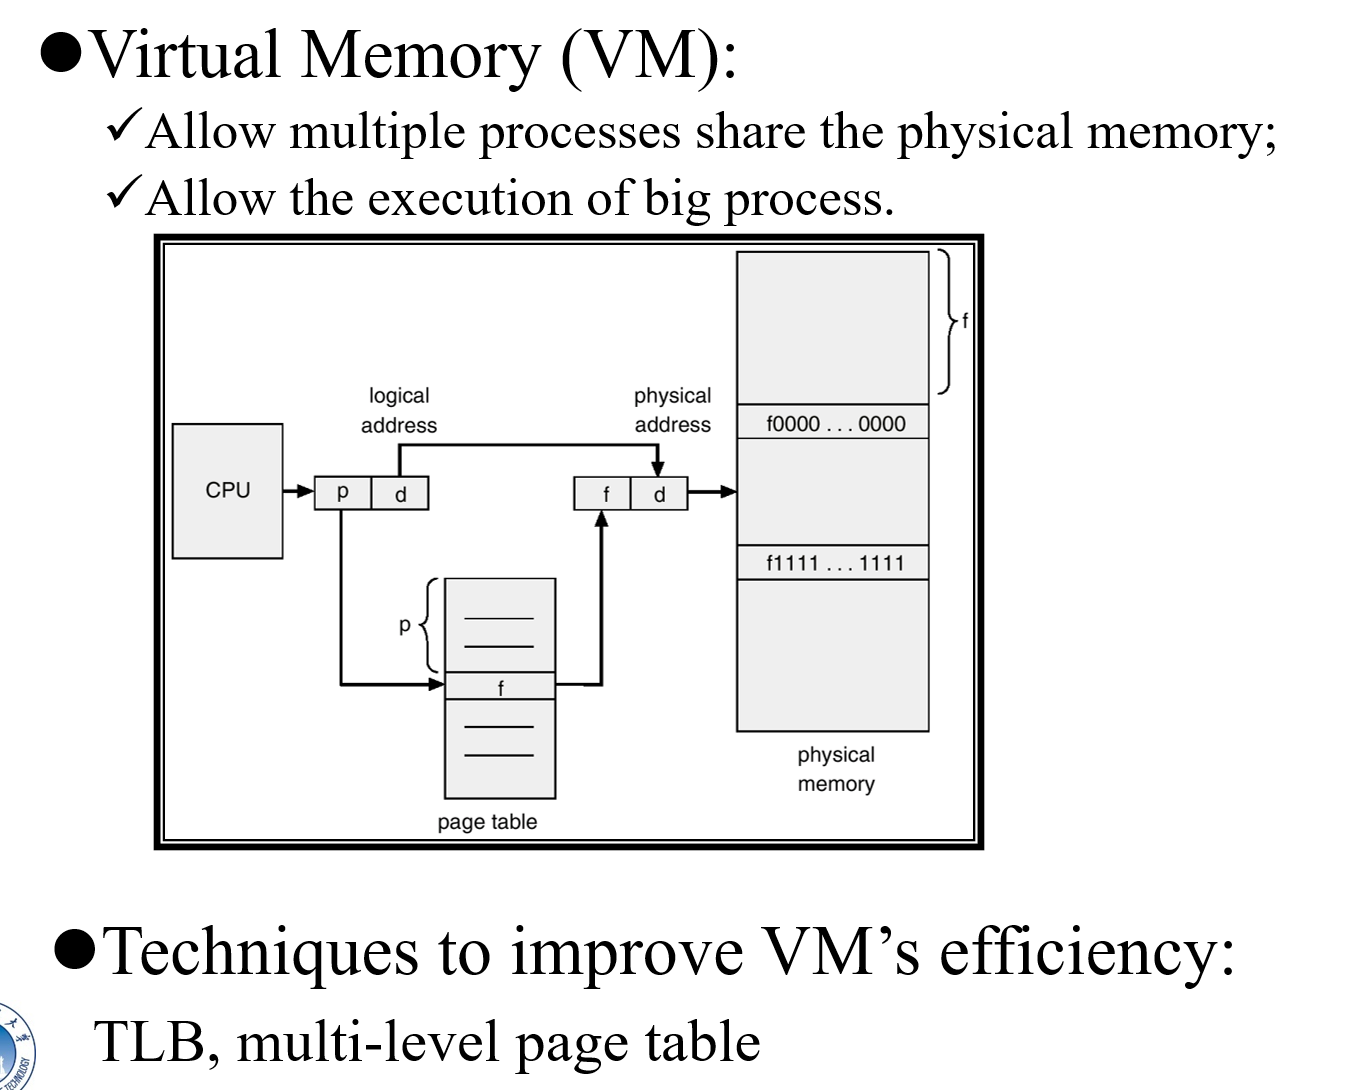 ●Virtual Memory (VM):
✓Allow multiple processes share the physical memory;
✓Allow the execution of big process.
f
logical
address
physical
address
f0000 . . . 0000
CPU
p d
f d
f1111 . . . 1111
p
f
physical
memory
page table
●Techniques to improve VM’s efficiency:
TLB, multi-level page table